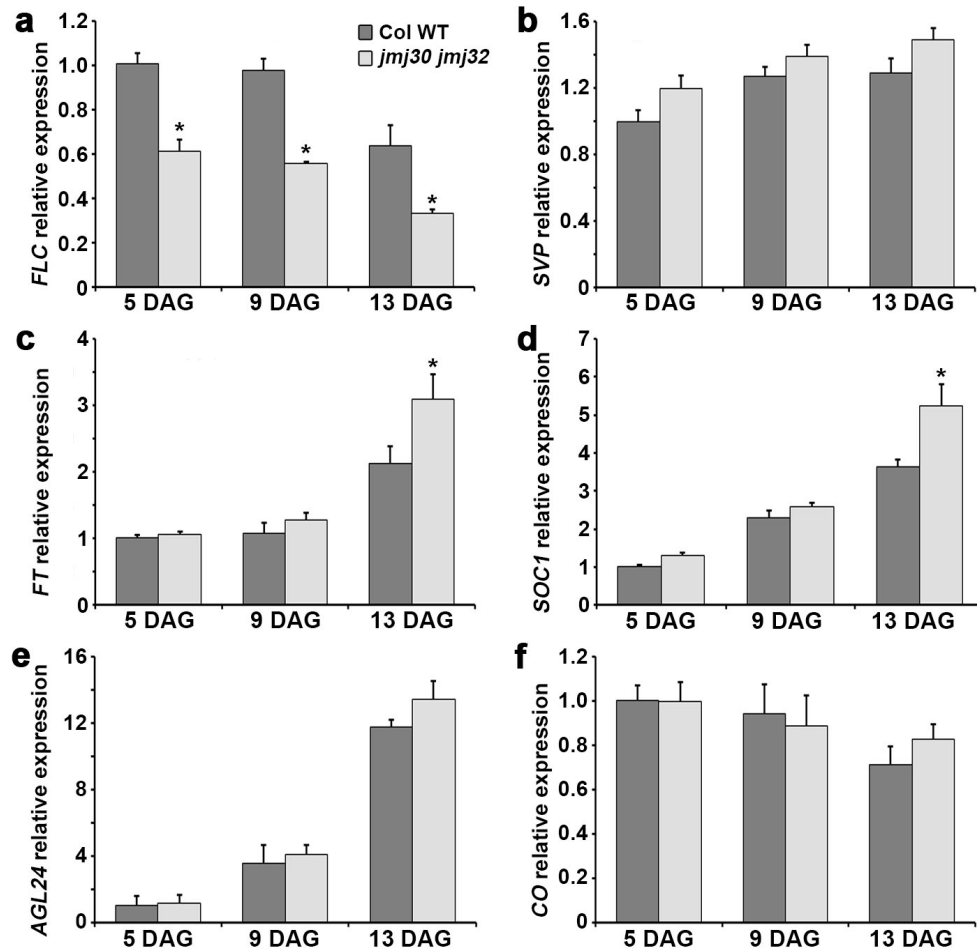 a
FLC relative expression
1.2
1.0
0.8
0.6
0.4
0.2
0
Col WT
jmj30 jmj32
*
*
*
5 DAG 9 DAG 13 DAG
b
SVP relative expression
1.6
1.2
0.8
0.4
0
5 DAG 9 DAG 13 DAG
c
FT relative expression
4
3
2
1
0
*
5 DAG 9 DAG 13 DAG
d
SOC1 relative expression
7
6
5
4
3
2
1
0
*
5 DAG 9 DAG 13 DAG
e
AGL24 relative expression
16
12
8
4
0
5 DAG 9 DAG 13 DAG
f
CO relative expression
1.2
1.0
0.8
0.6
0.4
0.2
0
5 DAG 9 DAG 13 DAG